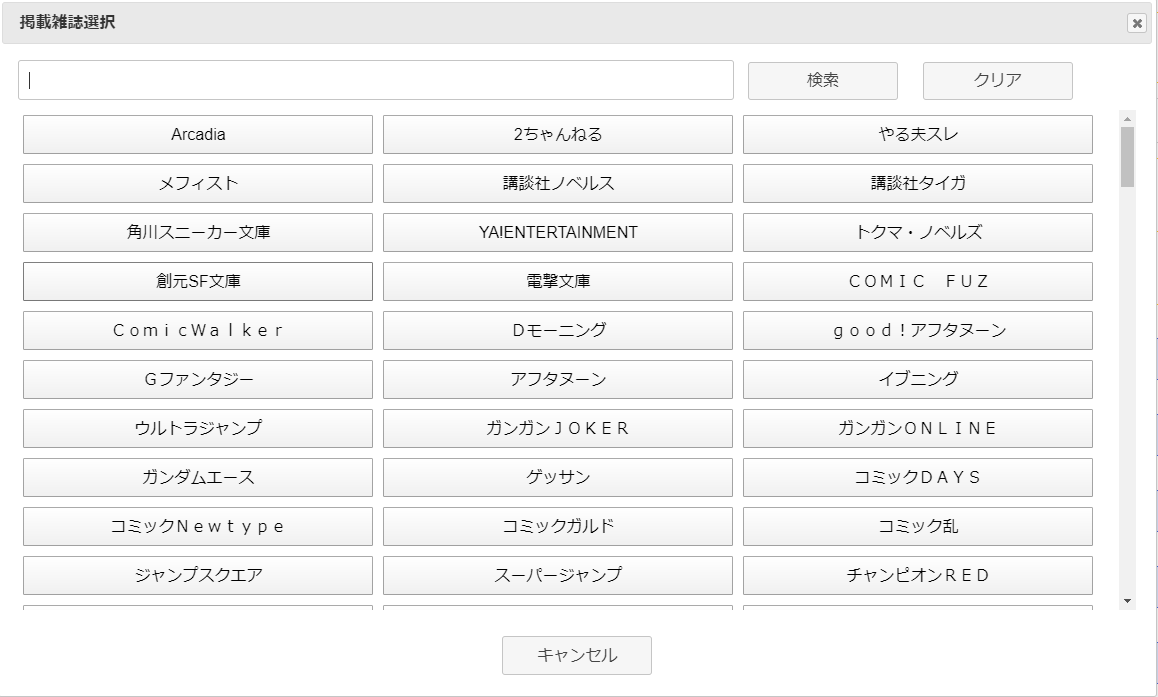 掲載雑誌選択
検索 クリア
Arcadia 2ちゃんねる やる夫スレ
メフィスト 講談社ノベルス 講談社タイガ
角川スニーカー文庫 YA!ENTERTAINMENT トクマ・ノベルズ
創元SF文庫 電撃文庫 ＣＯＭＩＣ　ＦＵＺ
ＣｏｍｉｃＷａｌｋｅｒ Ｄモーニング ｇｏｏｄ！アフタヌーン
Ｇファンタジー アフタヌーン イブニング
ウルトラジャンプ ガンガンＪＯＫＥＲ ガンガンＯＮＬＩＮＥ
ガンダムエース ゲッサン コミックＤＡＹＳ
コミックＮｅｗｔｙｐｅ コミックガルド コミック乱
ジャンプスクエア スーパージャンプ チャンピオンＲＥＤ
キャンセル